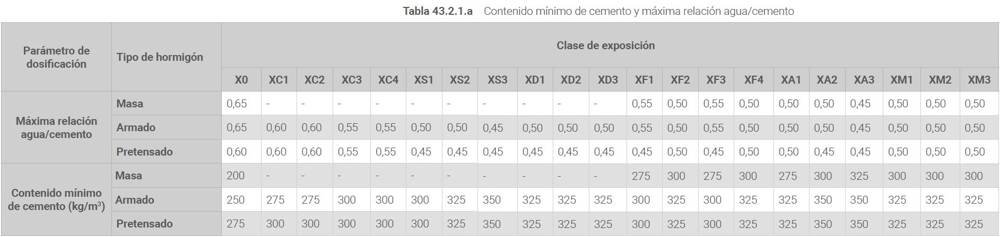 Tabla 43.2.1.a Contenido mínimo de cemento y máxima relación agua/cemento
Parámetro de dosificación Tipo de hormigón Clase de exposición
X0 XC1 XC2 XC3 XC4 XS1 XS2 XS3 XD1 XD2 XD3 XF1 XF2 XF3 XF4 XA1 XA2 XA3 XM1 XM2 XM3
Máxima relación agua/cemento
Masa 0,65 - - - - - - - - - - 0,55 0,50 0,55 0,50 0,50 0,50 0,45 0,50 0,50 0,50
Armado 0,65 0,60 0,60 0,55 0,55 0,50 0,50 0,45 0,50 0,50 0,50 0,55 0,50 0,55 0,50 0,50 0,50 0,45 0,50 0,50 0,50
Pretensado 0,60 0,60 0,60 0,55 0,55 0,45 0,45 0,45 0,45 0,45 0,45 0,45 0,50 0,45 0,50 0,50 0,45 0,45 0,50 0,50 0,50
Contenido mínimo de cemento (kg/m³)
Masa 200 - - - - - - - - - - 275 300 275 300 275 300 325 300 300 300
Armado 250 275 275 300 300 300 325 350 325 325 325 300 325 300 325 325 350 350 325 325 325
Pretensado 275 300 300 300 300 300 325 350 325 325 325 300 325 300 325 325 350 350 325 325 325